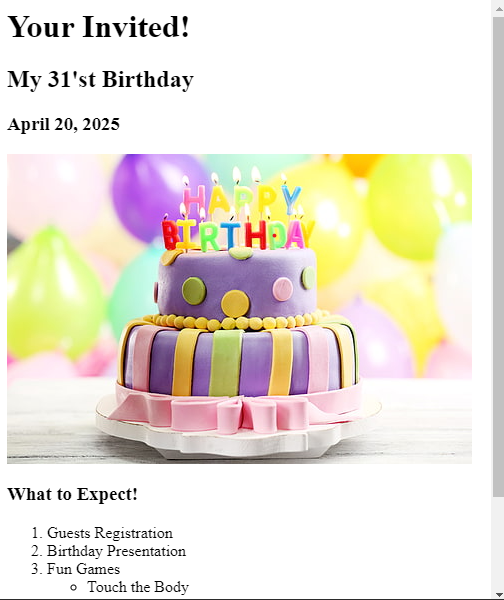 Your Invited!
My 31'st Birthday
April 20, 2025
HAPPY
BIRTHDAY
What to Expect!
1. Guests Registration
2. Birthday Presentation
3. Fun Games
Touch the Body